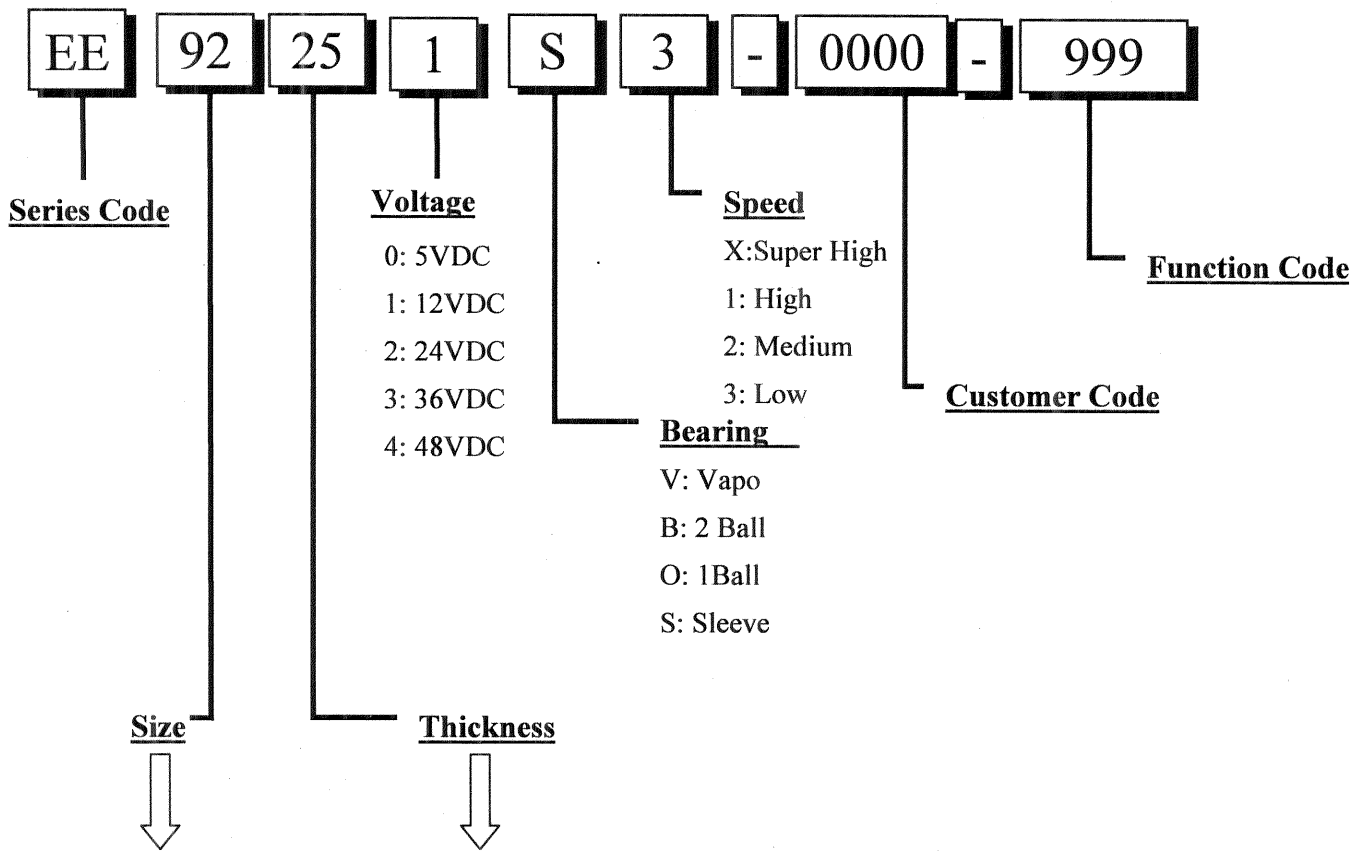 EE 92 25 1 S 3 - 0000 - 999
Series Code
Voltage
0: 5VDC
1: 12VDC
2: 24VDC
3: 36VDC
4: 48VDC
Speed
X:Super High
1: High
2: Medium
3: Low
Function Code
Customer Code
Bearing
V: Vapo
B: 2 Ball
O: 1Ball
S: Sleeve
Size
Thickness